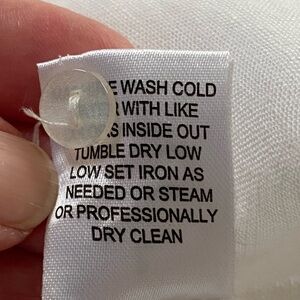 WASH COLD
WITH LIKE
INSIDE OUT
TUMBLE DRY LOW
LOW SET IRON AS
NEEDED OR STEAM
OR PROFESSIONALLY
DRY CLEAN